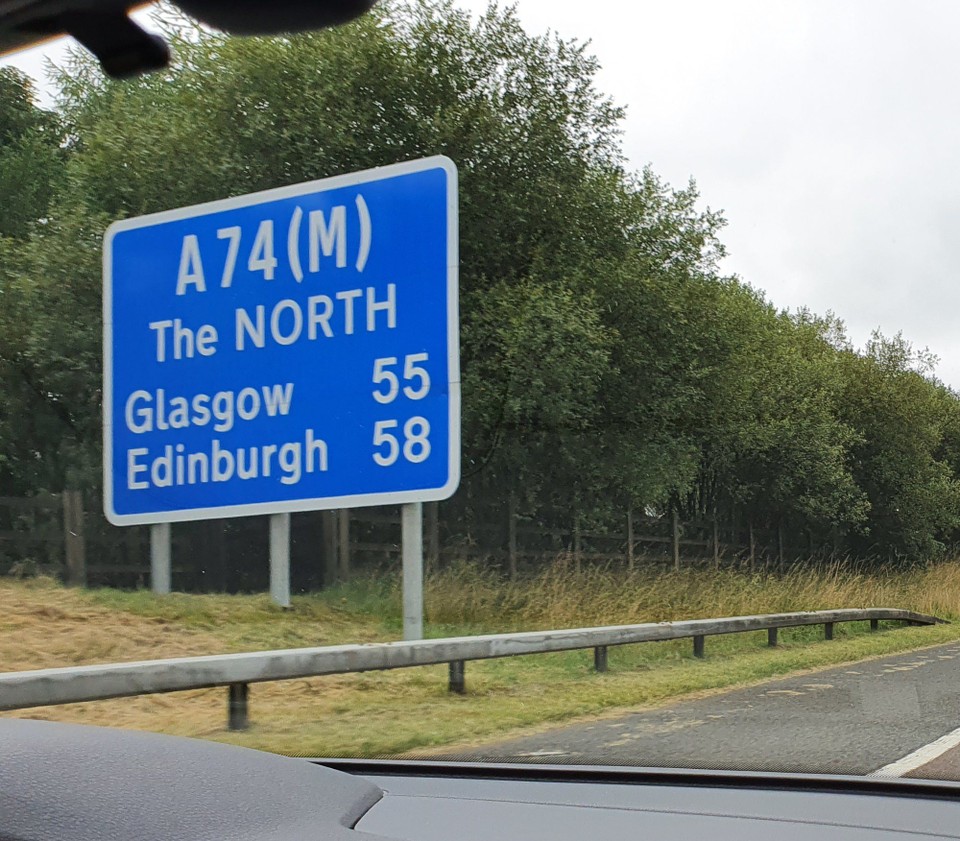 A74(M)
The NORTH
Glasgow 55
Edinburgh 58